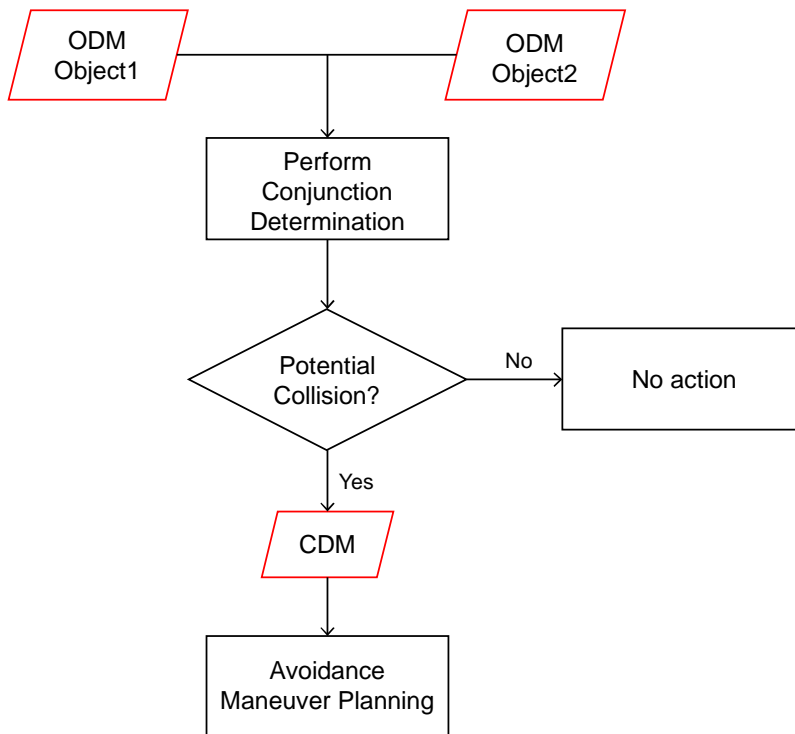 ODM
Object1
ODM
Object2
Perform
Conjunction
Determination
Potential
Collision?
No
No action
Yes
CDM
Avoidance
Maneuver Planning